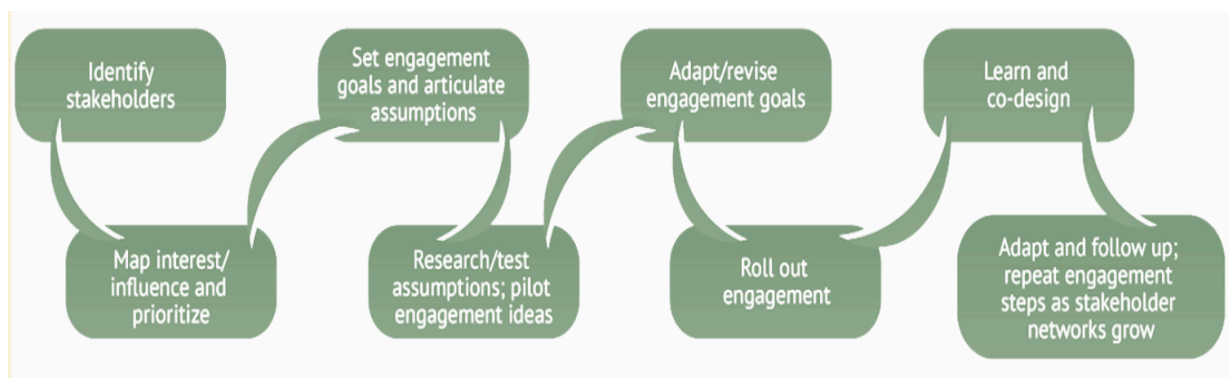 Identify
stakeholders
Map interest/
influence and
prioritize
Set engagement
goals and articulate
assumptions
Research/test
assumptions; pilot
engagement ideas
Adapt/revise
engagement goals
Roll out
engagement
Learn and
co-design
Adapt and follow up;
repeat engagement
steps as stakeholder
networks grow